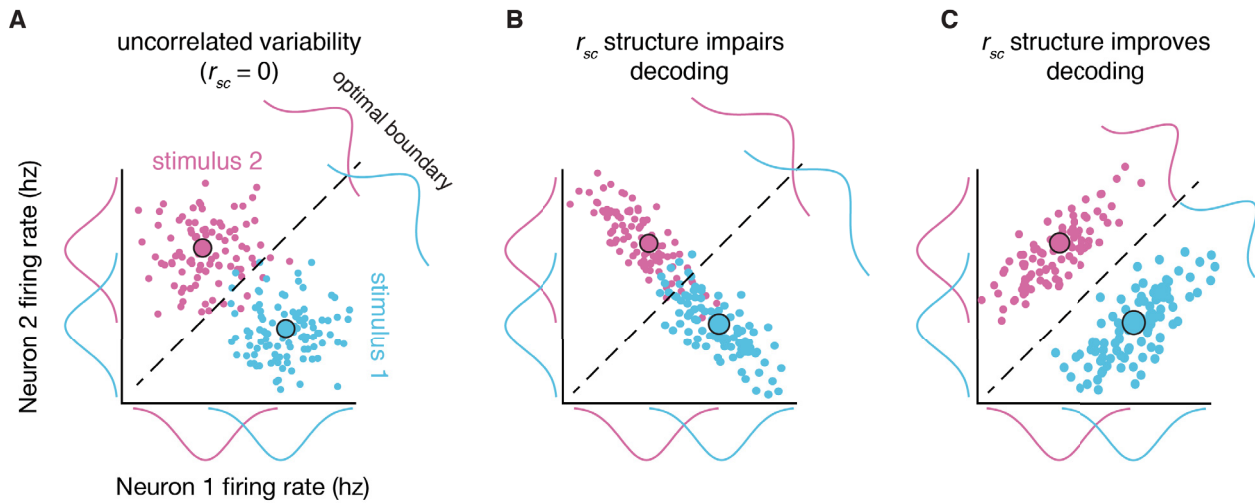 A
uncorrelated variability
(r_sc = 0)
optimal boundary
stimulus 2
stimulus 1
Neuron 2 firing rate (hz)
Neuron 1 firing rate (hz)
B
r_sc structure impairs
decoding
C
r_sc structure improves
decoding